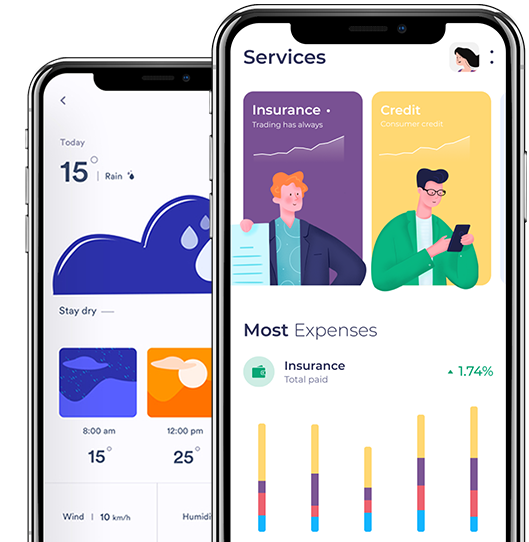 Today
15°
Rain
Stay dry
8:00 am
15°
12:00 pm
25°
Wind | 10 km/h
Services
Insurance •
Trading has always
Credit
Consumer credit
Most Expenses
Insurance
Total paid
1.74%